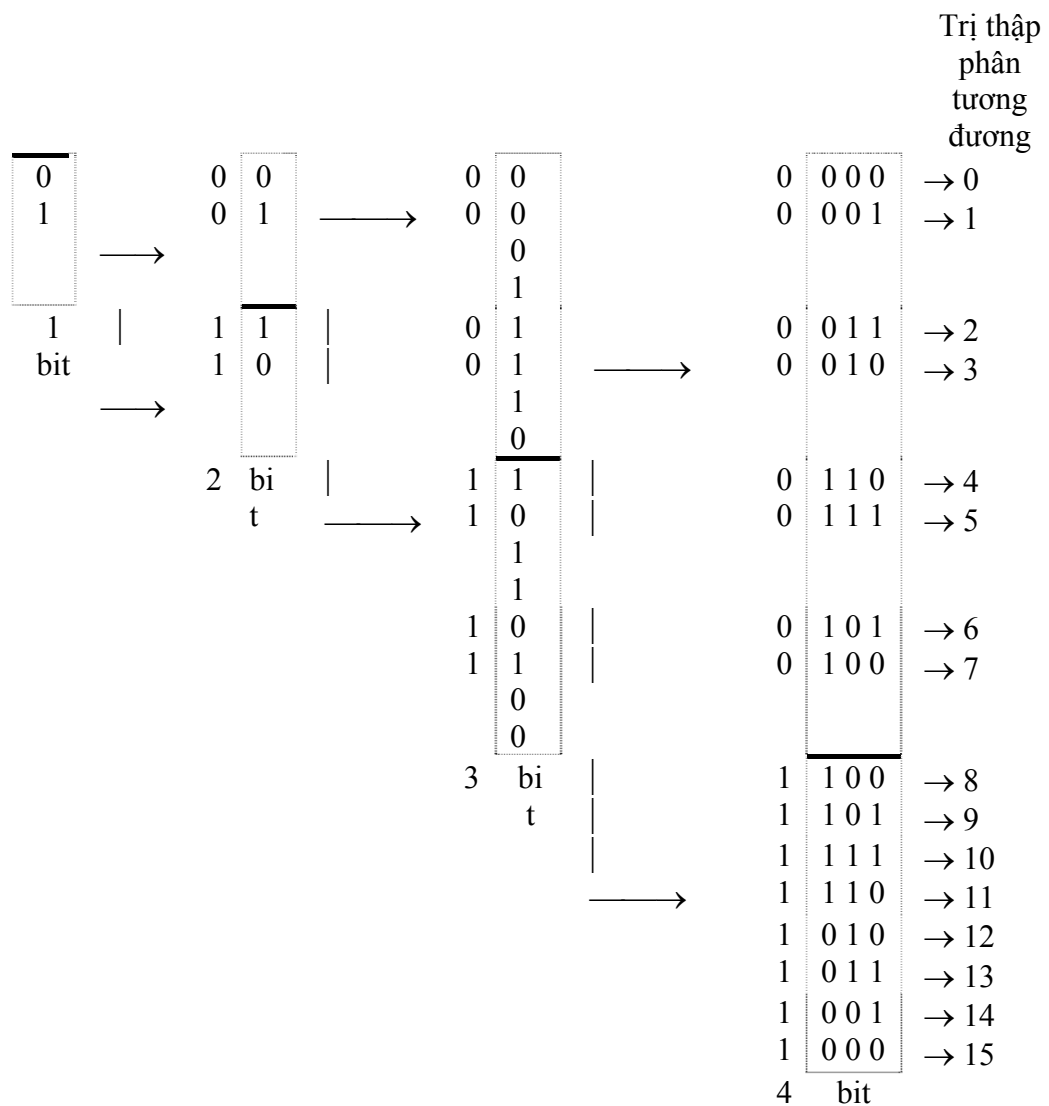 Trị thập
phân
tương
đương
0 0 0 0 0 0 0 0 0 → 0
1 0 1 ⟶ 0 0 0 0 0 1 → 1
⟶ 0
1
1 | 1 1 | 0 1 0 0 1 1 → 2
bit 1 0 | 0 1 ⟶ 0 0 1 0 → 3
⟶ 1
0
2 bi | 1 1 | 0 1 1 0 → 4
t ⟶ 1 0 | 0 1 1 1 → 5
1
1
1 0 | 0 1 0 1 → 6
1 1 | 0 1 0 0 → 7
0
0
3 bi | 1 1 0 0 → 8
t | 1 1 0 1 → 9
| 1 1 1 1 → 10
⟶ 1 1 1 0 → 11
1 0 1 0 → 12
1 0 1 1 → 13
1 0 0 1 → 14
1 0 0 0 → 15
4 bit